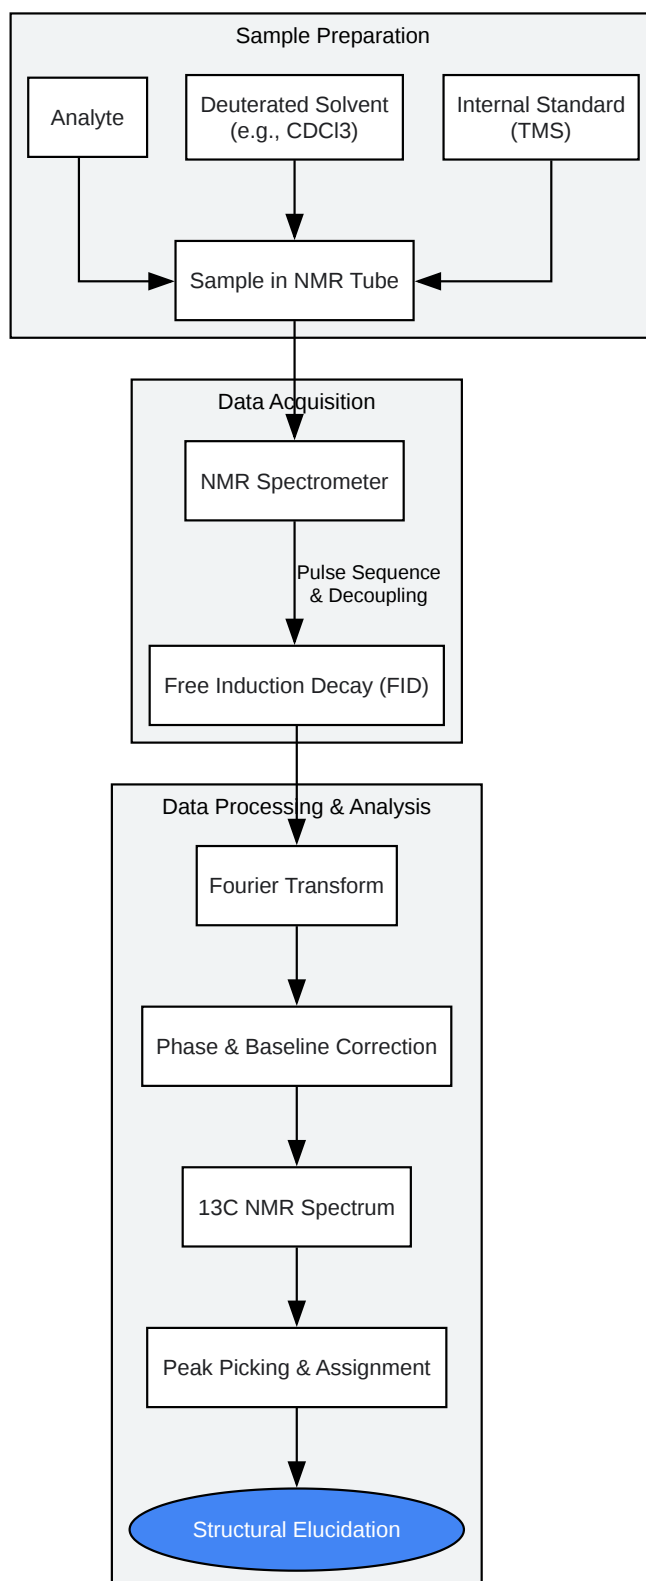 Sample Preparation
Analyte
Deuterated Solvent
(e.g., CDCl3)
Internal Standard
(TMS)
Sample in NMR Tube
Data Acquisition
NMR Spectrometer
Pulse Sequence
& Decoupling
Free Induction Decay (FID)
Data Processing & Analysis
Fourier Transform
Phase & Baseline Correction
13C NMR Spectrum
Peak Picking & Assignment
Structural Elucidation